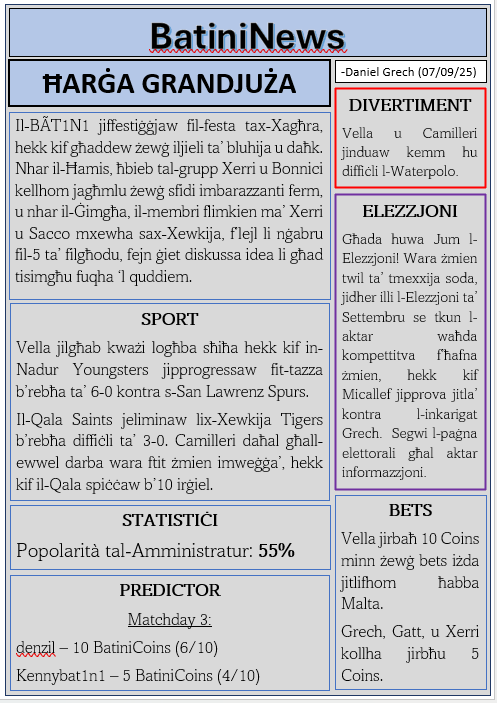 BatiniNews
ĦARĠA GRANDJUŻA
-Daniel Grech (07/09/25)
Il-BÃT1N1 jiffestiġġjaw fil-festa tax-Xagħra,
hekk kif għaddew żewġ iljieli ta’ bluhija u daħk.
Nhar il-Ħamis, ħbieb tal-grupp Xerri u Bonnici
kellhom jagħmlu żewġ sfidi imbarazzanti ferm,
u nhar il-Ġimgħa, il-membri flimkien ma’ Xerri
u Sacco mxewha sax-Xewkija, f’lejl li nġabru
fil-5 ta’ filgħodu, fejn ġiet diskussa idea li għad
tisimgħu fuqha ‘l quddiem.
SPORT
Vella jilgħab kważi logħba sħiħa hekk kif in-
Nadur Youngsters jipprogressaw fit-tazza
b’rebħa ta’ 6-0 kontra s-San Lawrenz Spurs.
Il-Qala Saints jeliminaw lix-Xewkija Tigers
b’rebħa diffiċli ta’ 3-0. Camilleri daħal għall-
ewwel darba wara ftit żmien imweġġa’, hekk
kif il-Qala spiċċaw b’10 irġiel.
STATISTIĊI
Popolarità tal-Amministratur: 55%
PREDICTOR
Matchday 3:
denzil – 10 BatiniCoins (6/10)
Kennybat1n1 – 5 BatiniCoins (4/10)
DIVERTIMENT
Vella u Camilleri
jinduaw kemm hu
diffiċli l-Waterpolo.
ELEZZJONI
Għada huwa Jum l-
Elezzjoni! Wara żmien
twil ta’ tmexxija soda,
jidher illi l-Elezzjoni ta’
Settembru se tkun l-
aktar waħda
kompettitva f’ħafna
żmien, hekk kif
Micallef jipprova jitla’
kontra l-inkarigat
Grech. Segwi l-paġna
elettorali għal aktar
informazzjoni.
BETS
Vella jirbaħ 10 Coins
minn żewġ bets iżda
jitlifhom ħabba
Malta.
Grech, Gatt, u Xerri
kollha jirbħu 5
Coins.